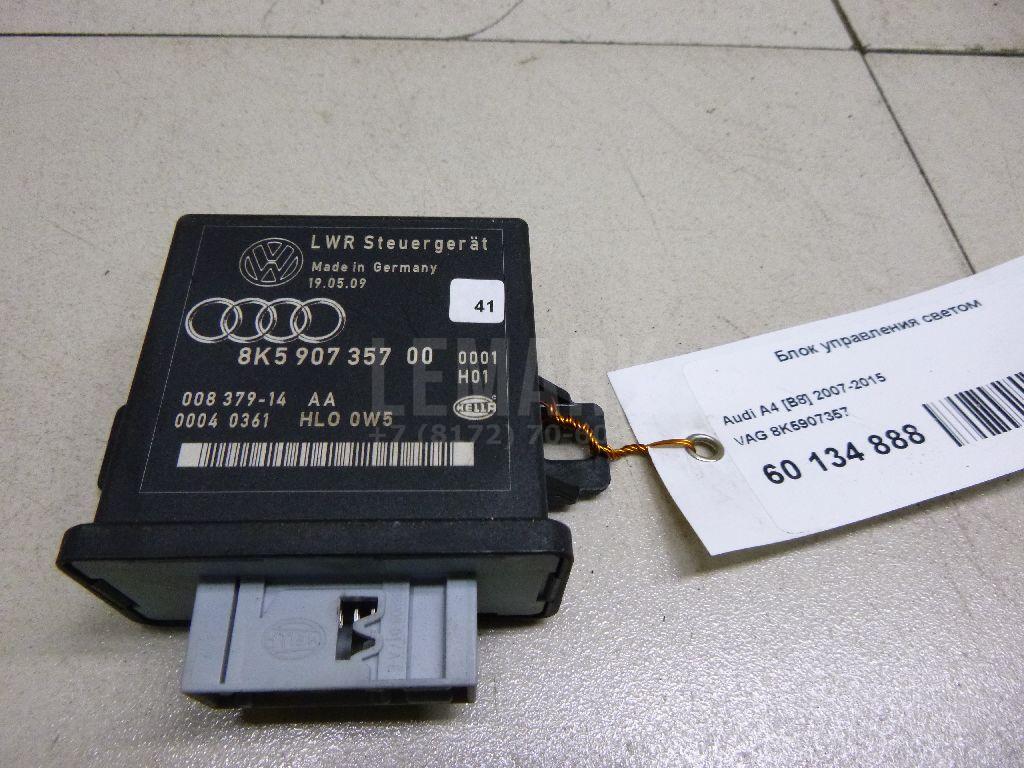 LWR Steuergerät
Made in Germany
19.05.09
41
8K5 907 357 00 0001
H01
008 379-14 AA
0004 0361 HLO 0W5
HELLA
HELLA
Блок управления светом
Audi A4 [B8] 2007-2015
VAG 8K5907357
60 134 888